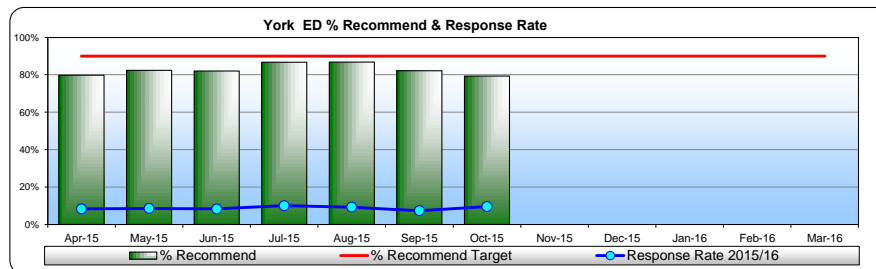 York ED % Recommend & Response Rate
100%
80%
60%
40%
20%
0%
Apr-15 May-15 Jun-15 Jul-15 Aug-15 Sep-15 Oct-15 Nov-15 Dec-15 Jan-16 Feb-16 Mar-16
% Recommend % Recommend Target Response Rate 2015/16